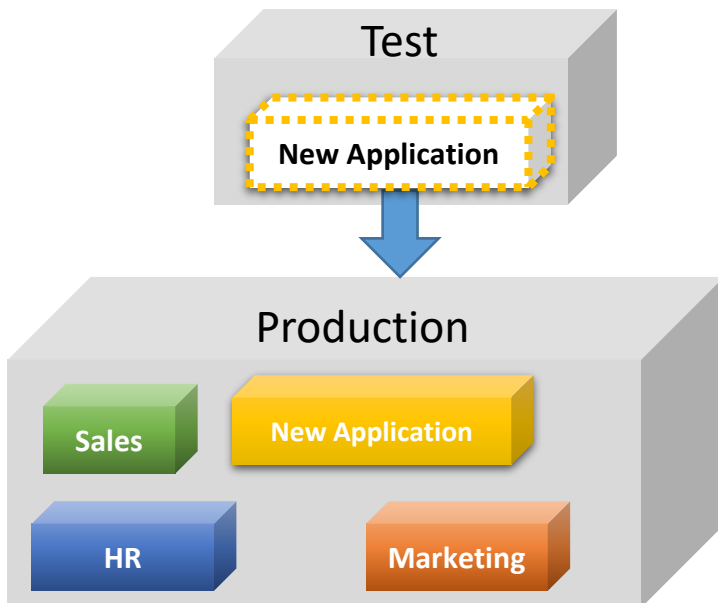 Test
New Application
Production
Sales
New Application
HR
Marketing